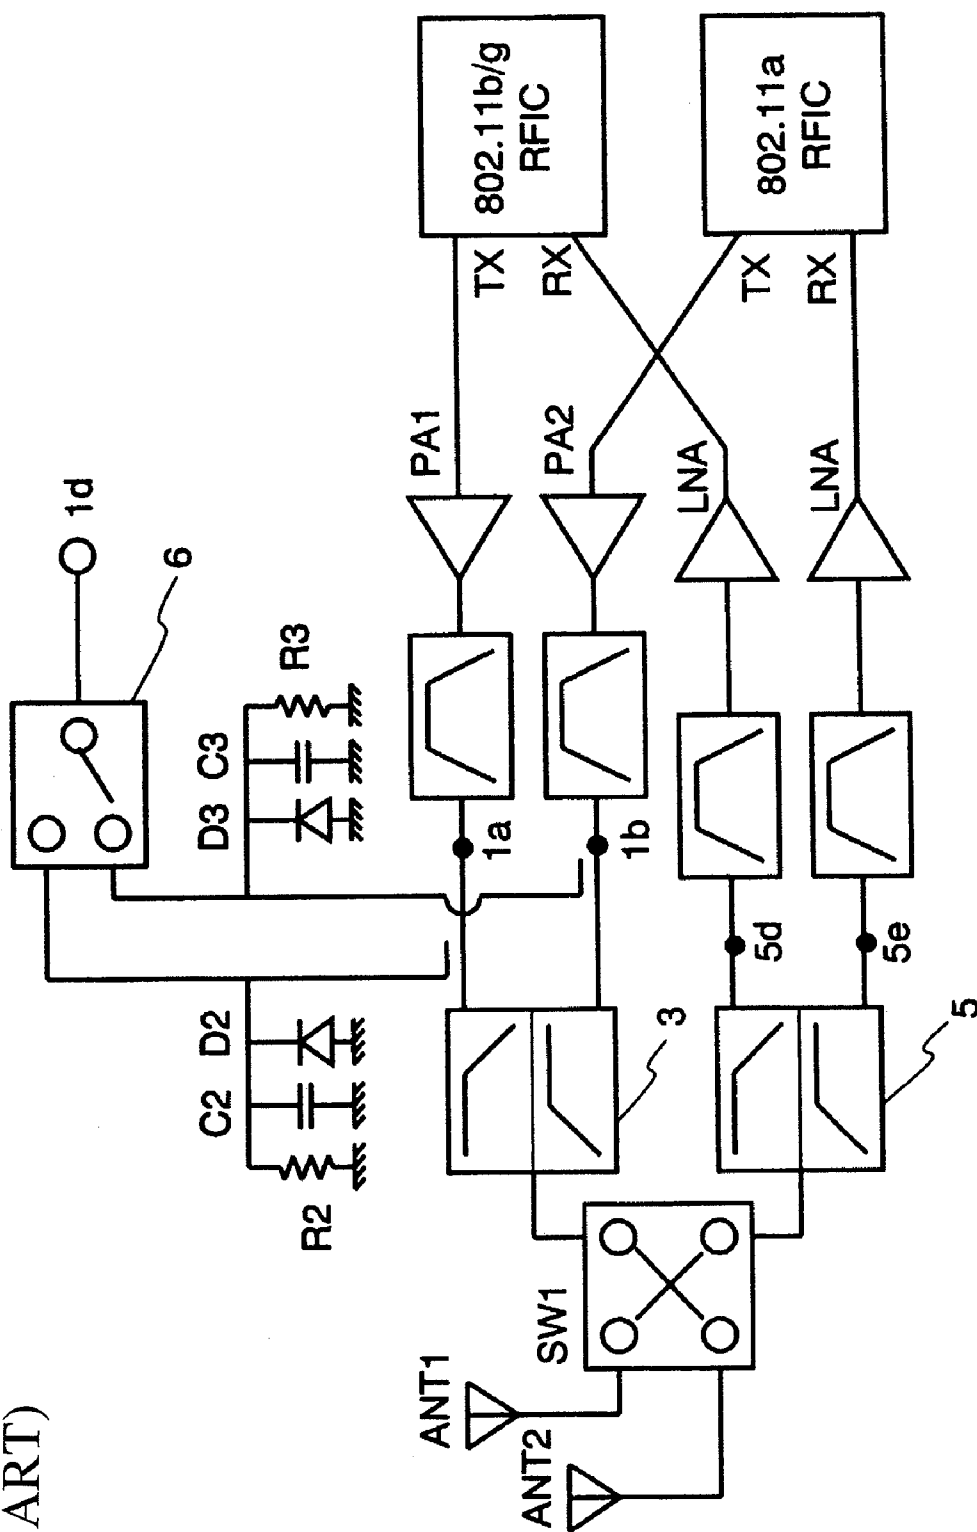 ART)
ANT1
ANT2
SW1
R2
C2
D2
D3
C3
R3
6
1d
3
5
1a
1b
5d
5e
PA1
PA2
LNA
LNA
TX
RX
TX
RX
802.11b/g
RFIC
802.11a
RFIC